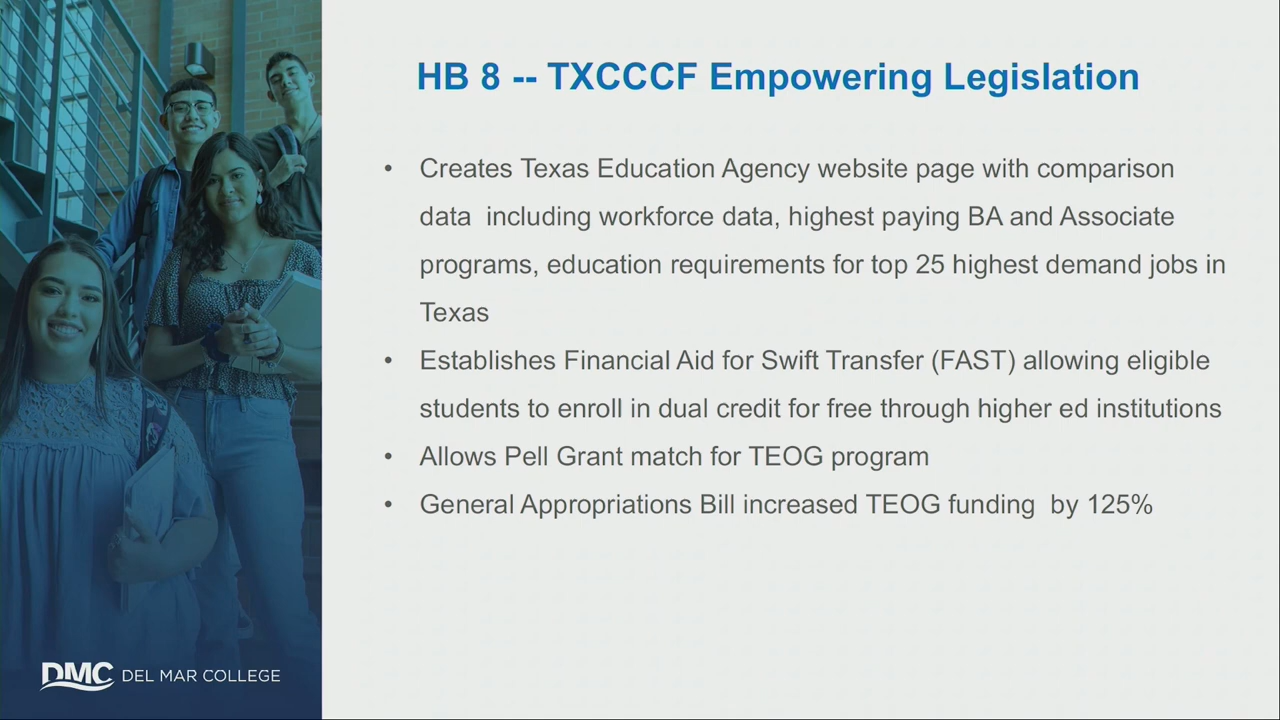 HB 8 -- TXCCCF Empowering Legislation
• Creates Texas Education Agency website page with comparison
data  including workforce data, highest paying BA and Associate
programs, education requirements for top 25 highest demand jobs in
Texas
• Establishes Financial Aid for Swift Transfer (FAST) allowing eligible
students to enroll in dual credit for free through higher ed institutions
• Allows Pell Grant match for TEOG program
• General Appropriations Bill increased TEOG funding  by 125%
DMC DEL MAR COLLEGE